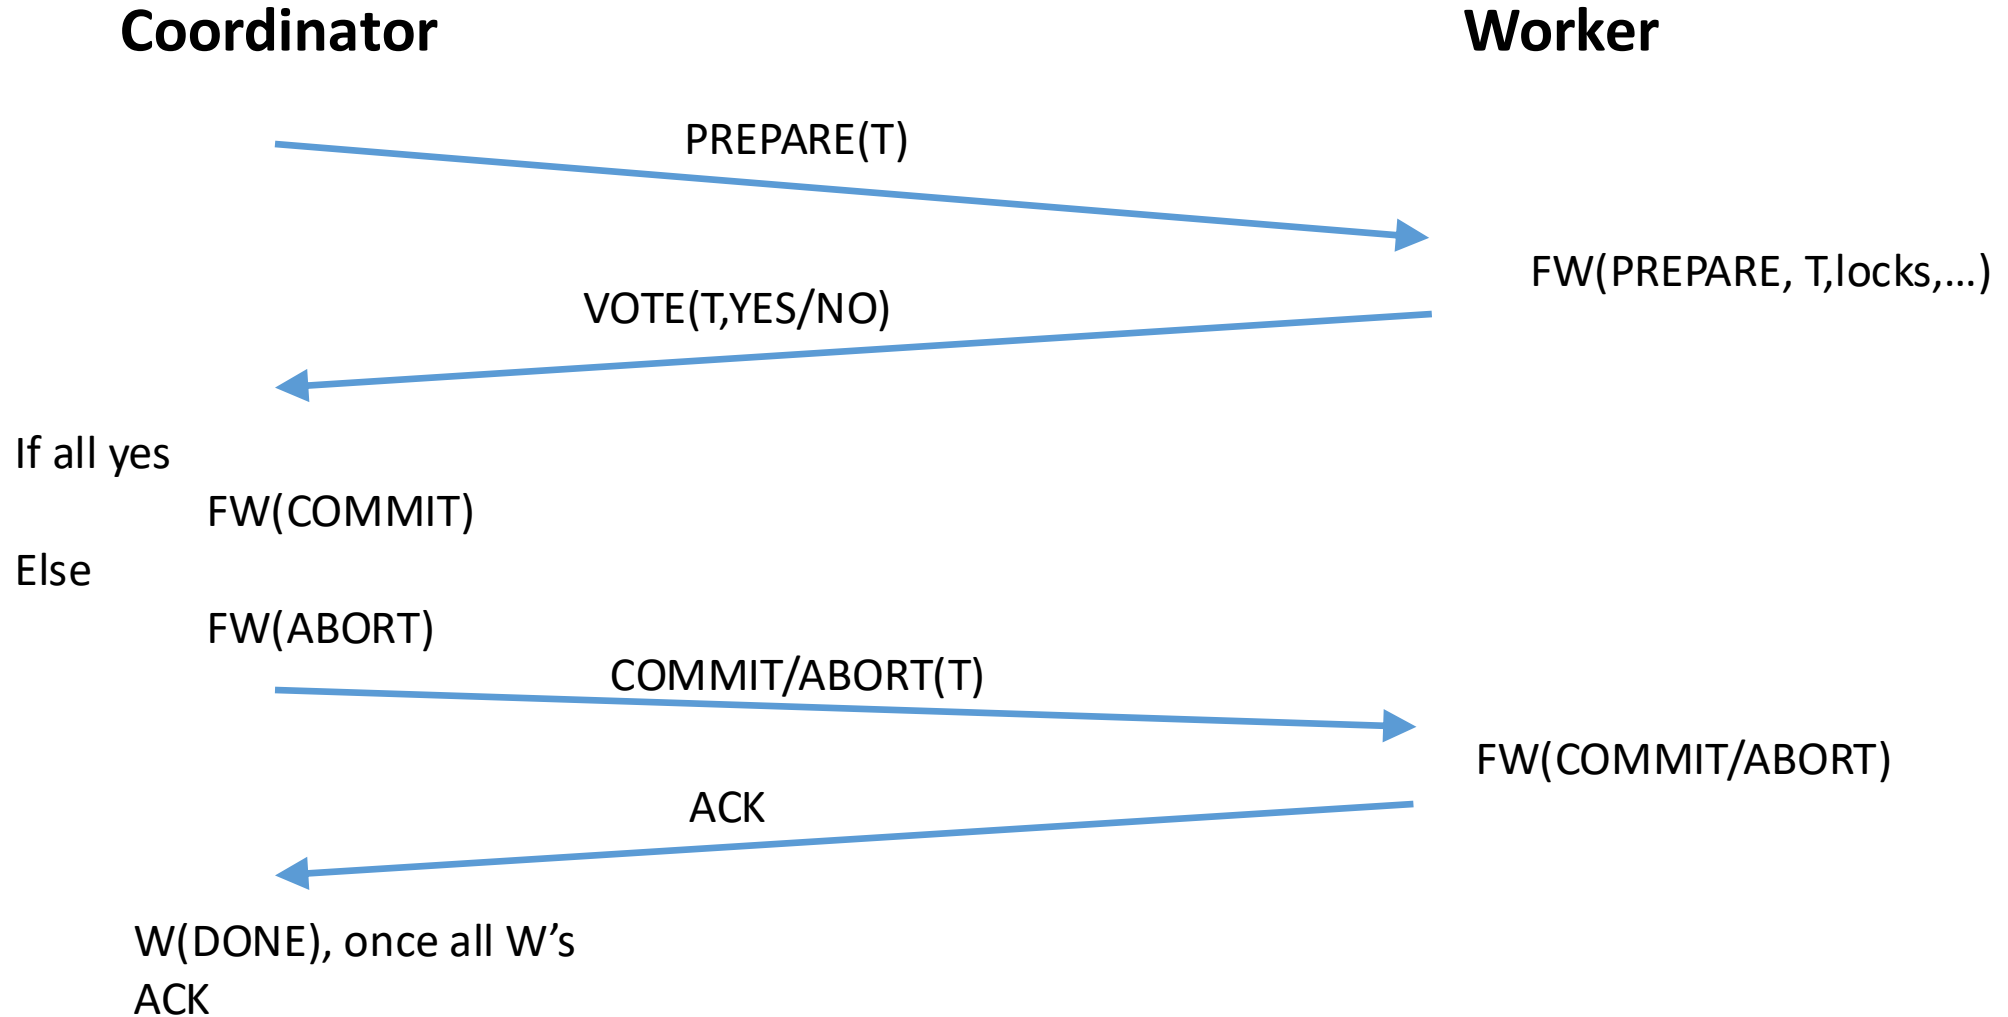 Coordinator
Worker
PREPARE(T)
FW(PREPARE, T,locks,…)
VOTE(T,YES/NO)
If all yes
FW(COMMIT)
Else
FW(ABORT)
COMMIT/ABORT(T)
FW(COMMIT/ABORT)
ACK
W(DONE), once all W’s
ACK